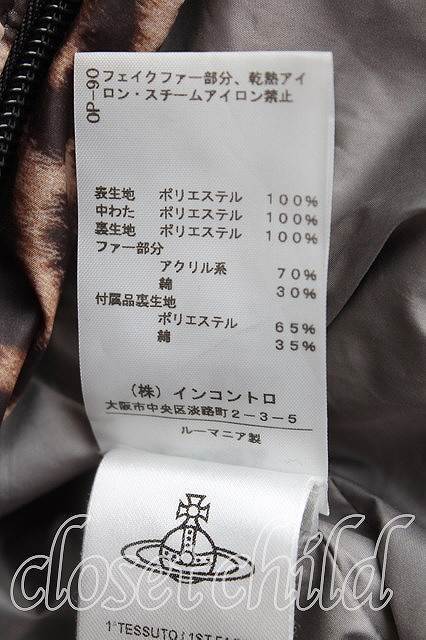 OP-90
フェイクファー部分、乾熱アイ
ロン・スチームアイロン禁止
表生地 ポリエステル 100%
中わた ポリエステル 100%
裏生地 ポリエステル 100%
ファー部分
アクリル系 70%
綿 30%
付属品裏生地
ポリエステル 65%
綿 35%
(株)インコントロ
大阪市中央区淡路町2-3-5
ルーマニア製
closet child
1°TESSUTO / 1ST